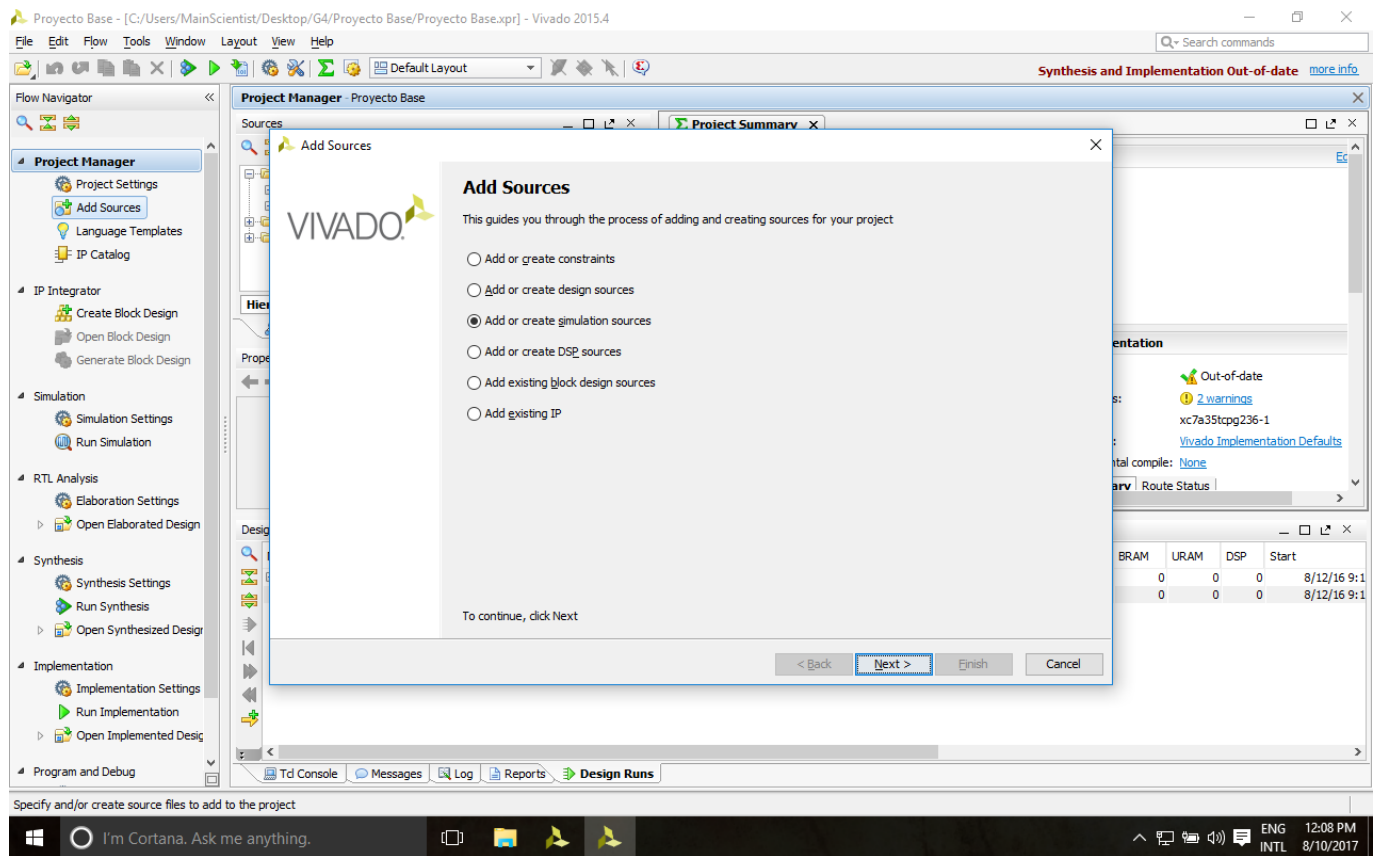 Proyecto Base - [C:/Users/MainScientist/Desktop/G4/Proyecto Base/Proyecto Base.xpr] - Vivado 2015.4
File Edit Flow Tools Window Layout View Help
Search commands
Default Layout
Synthesis and Implementation Out-of-date more info
Flow Navigator
Project Manager
Project Settings
Add Sources
Language Templates
IP Catalog
IP Integrator
Create Block Design
Open Block Design
Generate Block Design
Simulation
Simulation Settings
Run Simulation
RTL Analysis
Elaboration Settings
Open Elaborated Design
Synthesis
Synthesis Settings
Run Synthesis
Open Synthesized Desigr
Implementation
Implementation Settings
Run Implementation
Open Implemented Desig
Program and Debug
Project Manager - Proyecto Base
Sources
Project Summary
Hier
Prope
Desig
Add Sources
VIVADO.
Add Sources
This guides you through the process of adding and creating sources for your project
Add or create constraints
Add or create design sources
Add or create simulation sources
Add or create DSP sources
Add existing block design sources
Add existing IP
To continue, click Next
< Back Next > Finish Cancel
entation
Out-of-date
s: 2 warnings
xc7a35tcpg236-1
: Vivado Implementation Defaults
ntal compile: None
ary Route Status
BRAM URAM DSP Start
0 0 0 8/12/16 9:1
0 0 0 8/12/16 9:1
Tcl Console Messages Log Reports Design Runs
Specify and/or create source files to add to the project
I'm Cortana. Ask me anything.
ENG 12:08 PM
INTL 8/10/2017